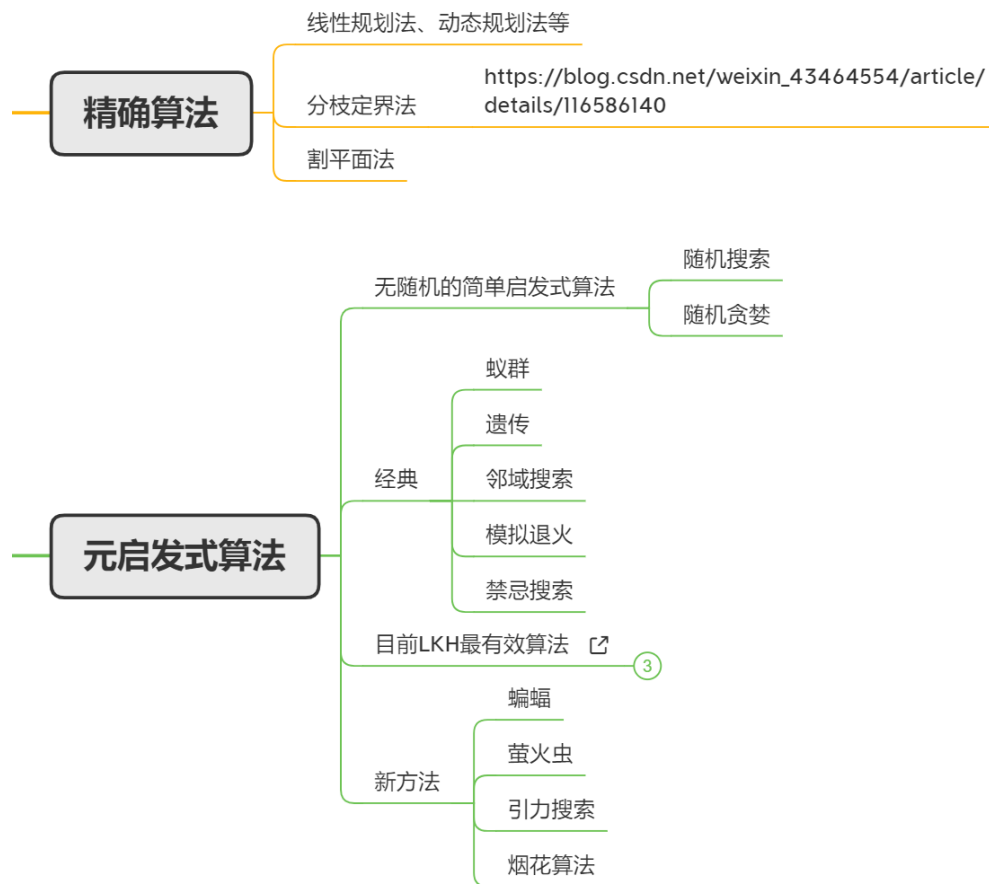 线性规划法、动态规划法等
精确算法
分枝定界法
https://blog.csdn.net/weixin_43464554/article/
details/116586140
割平面法
无随机的简单启发式算法
随机搜索
随机贪婪
经典
蚁群
遗传
邻域搜索
模拟退火
禁忌搜索
元启发式算法
目前LKH最有效算法
3
新方法
蝙蝠
萤火虫
引力搜索
烟花算法